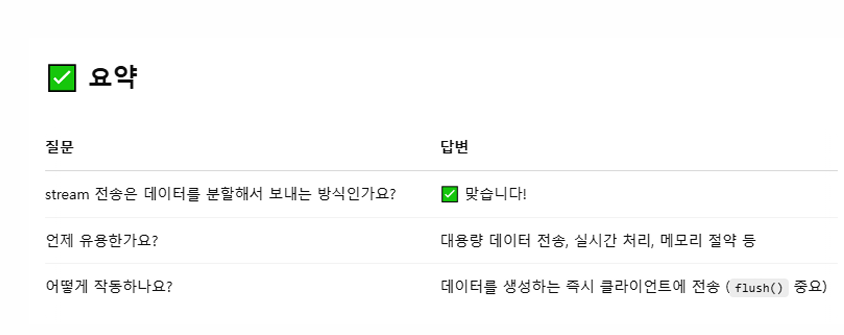 ✅ 요약
질문 답변
stream 전송은 데이터를 분할해서 보내는 방식인가요? ✅ 맞습니다!
언제 유용한가요? 대용량 데이터 전송, 실시간 처리, 메모리 절약 등
어떻게 작동하나요? 데이터를 생성하는 즉시 클라이언트에 전송 (flush() 중요)